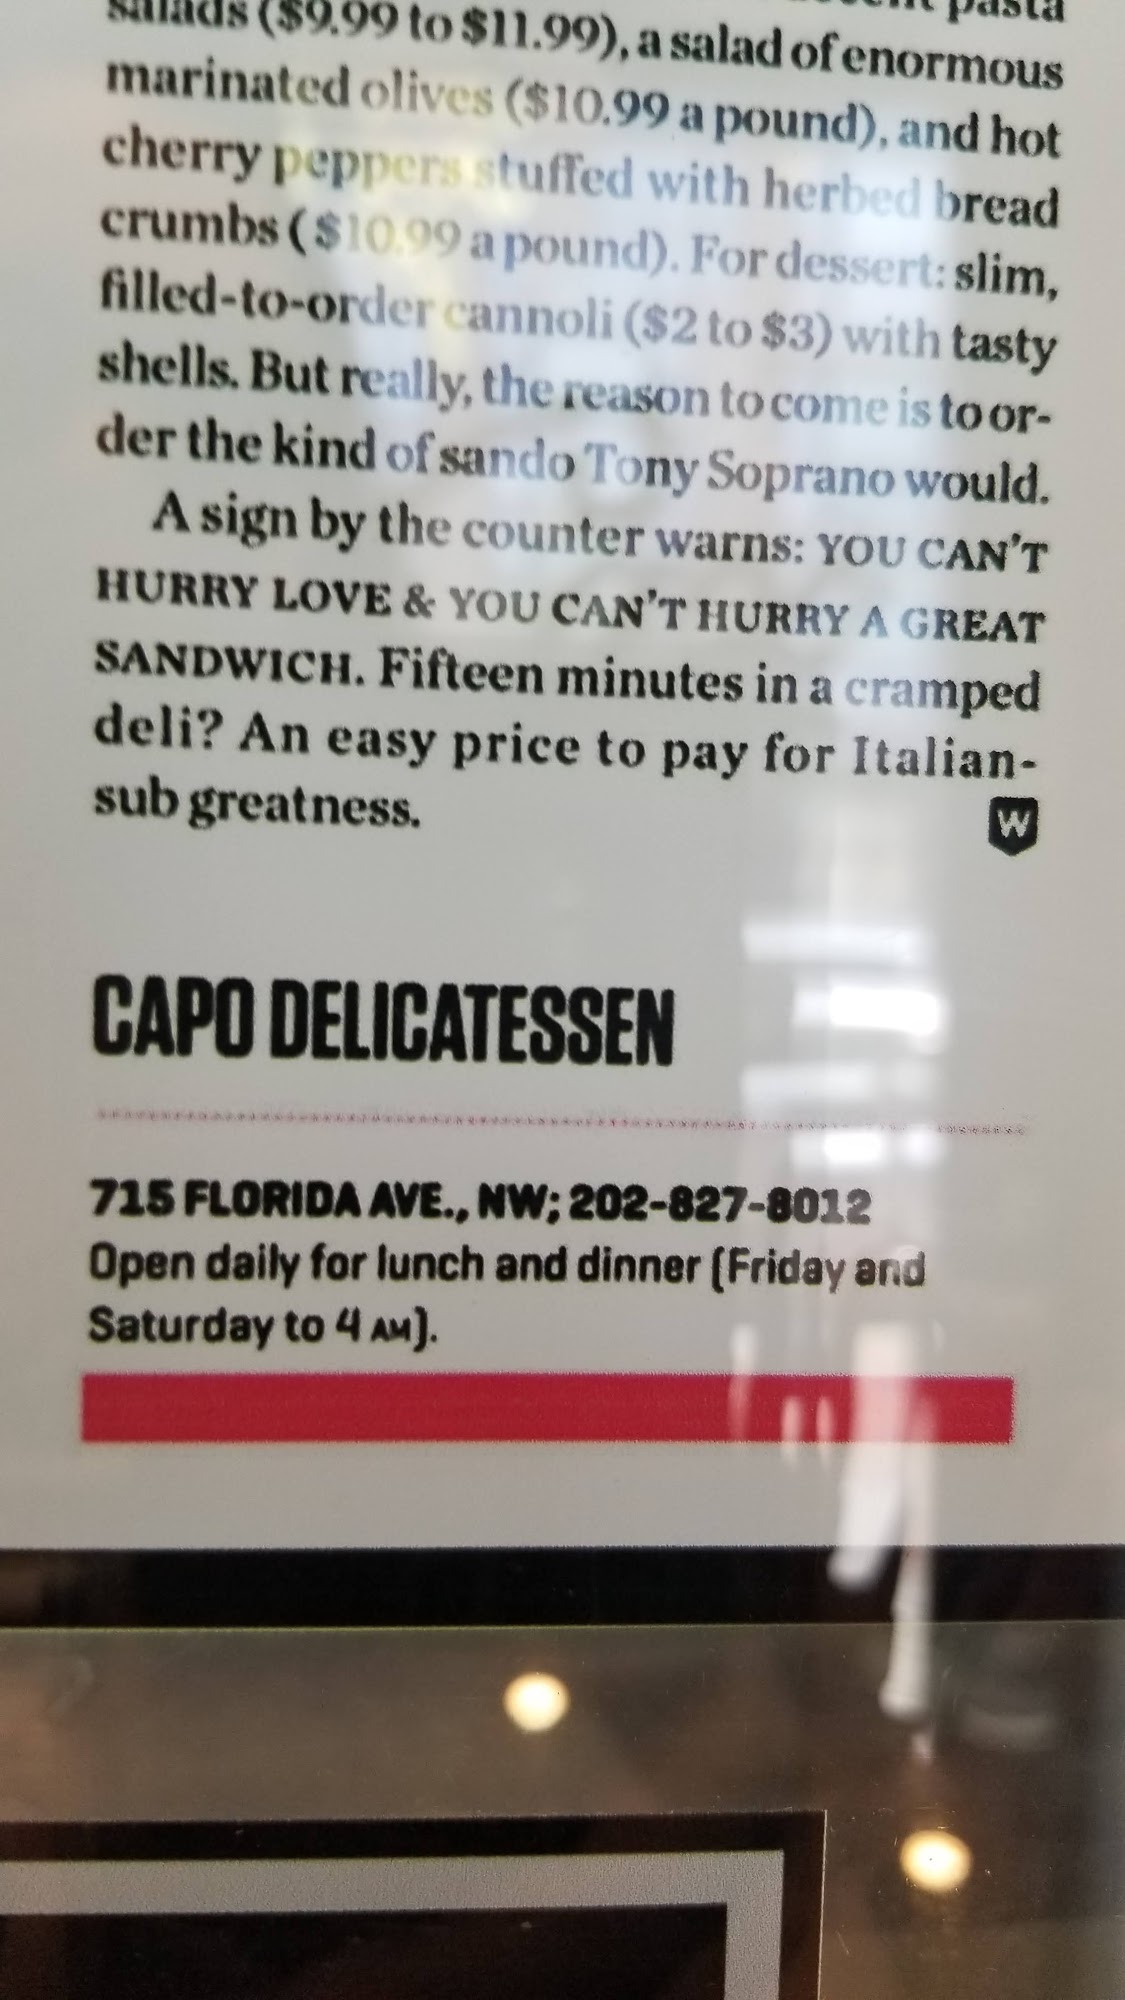 pasta
salads ($9.99 to $11.99), a salad of enormous
marinated olives ($10.99 a pound), and hot
cherry peppers stuffed with herbed bread
crumbs ($10.99 a pound). For dessert: slim,
filled-to-order cannoli ($2 to $3) with tasty
shells. But really, the reason to come is to or-
der the kind of sando Tony Soprano would.
A sign by the counter warns: YOU CAN'T
HURRY LOVE & YOU CAN'T HURRY A GREAT
SANDWICH. Fifteen minutes in a cramped
deli? An easy price to pay for Italian-
sub greatness.
W
CAPO DELICATESSEN
715 FLORIDA AVE., NW; 202-827-8012
Open daily for lunch and dinner (Friday and
Saturday to 4 AM).